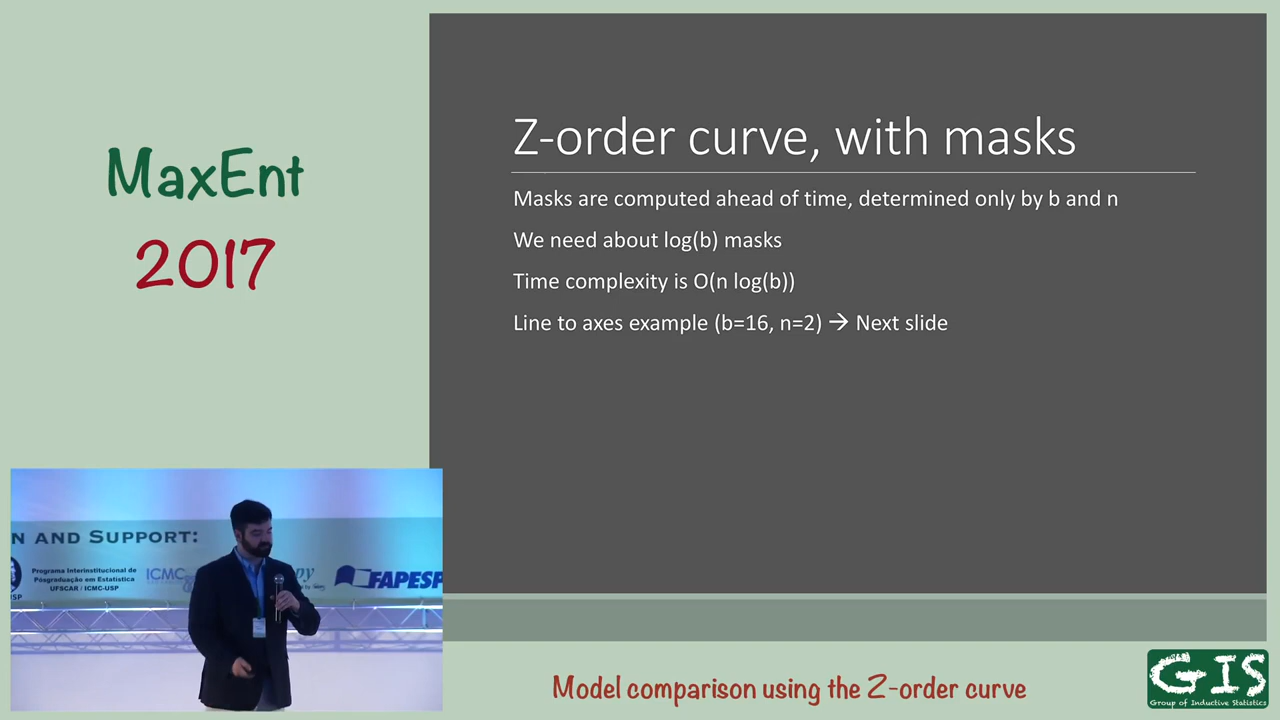 MaxEnt
2017
Z-order curve, with masks
Masks are computed ahead of time, determined only by b and n
We need about log(b) masks
Time complexity is O(n log(b))
Line to axes example (b=16, n=2) → Next slide
N AND SUPPORT:
Programa Interinstitucional de
Pósgraduação em Estatística
UFSCAR / ICMC-USP
ICMC
FAPESP
Model comparison using the Z-order curve
GIS
Group of Inductive Statistics